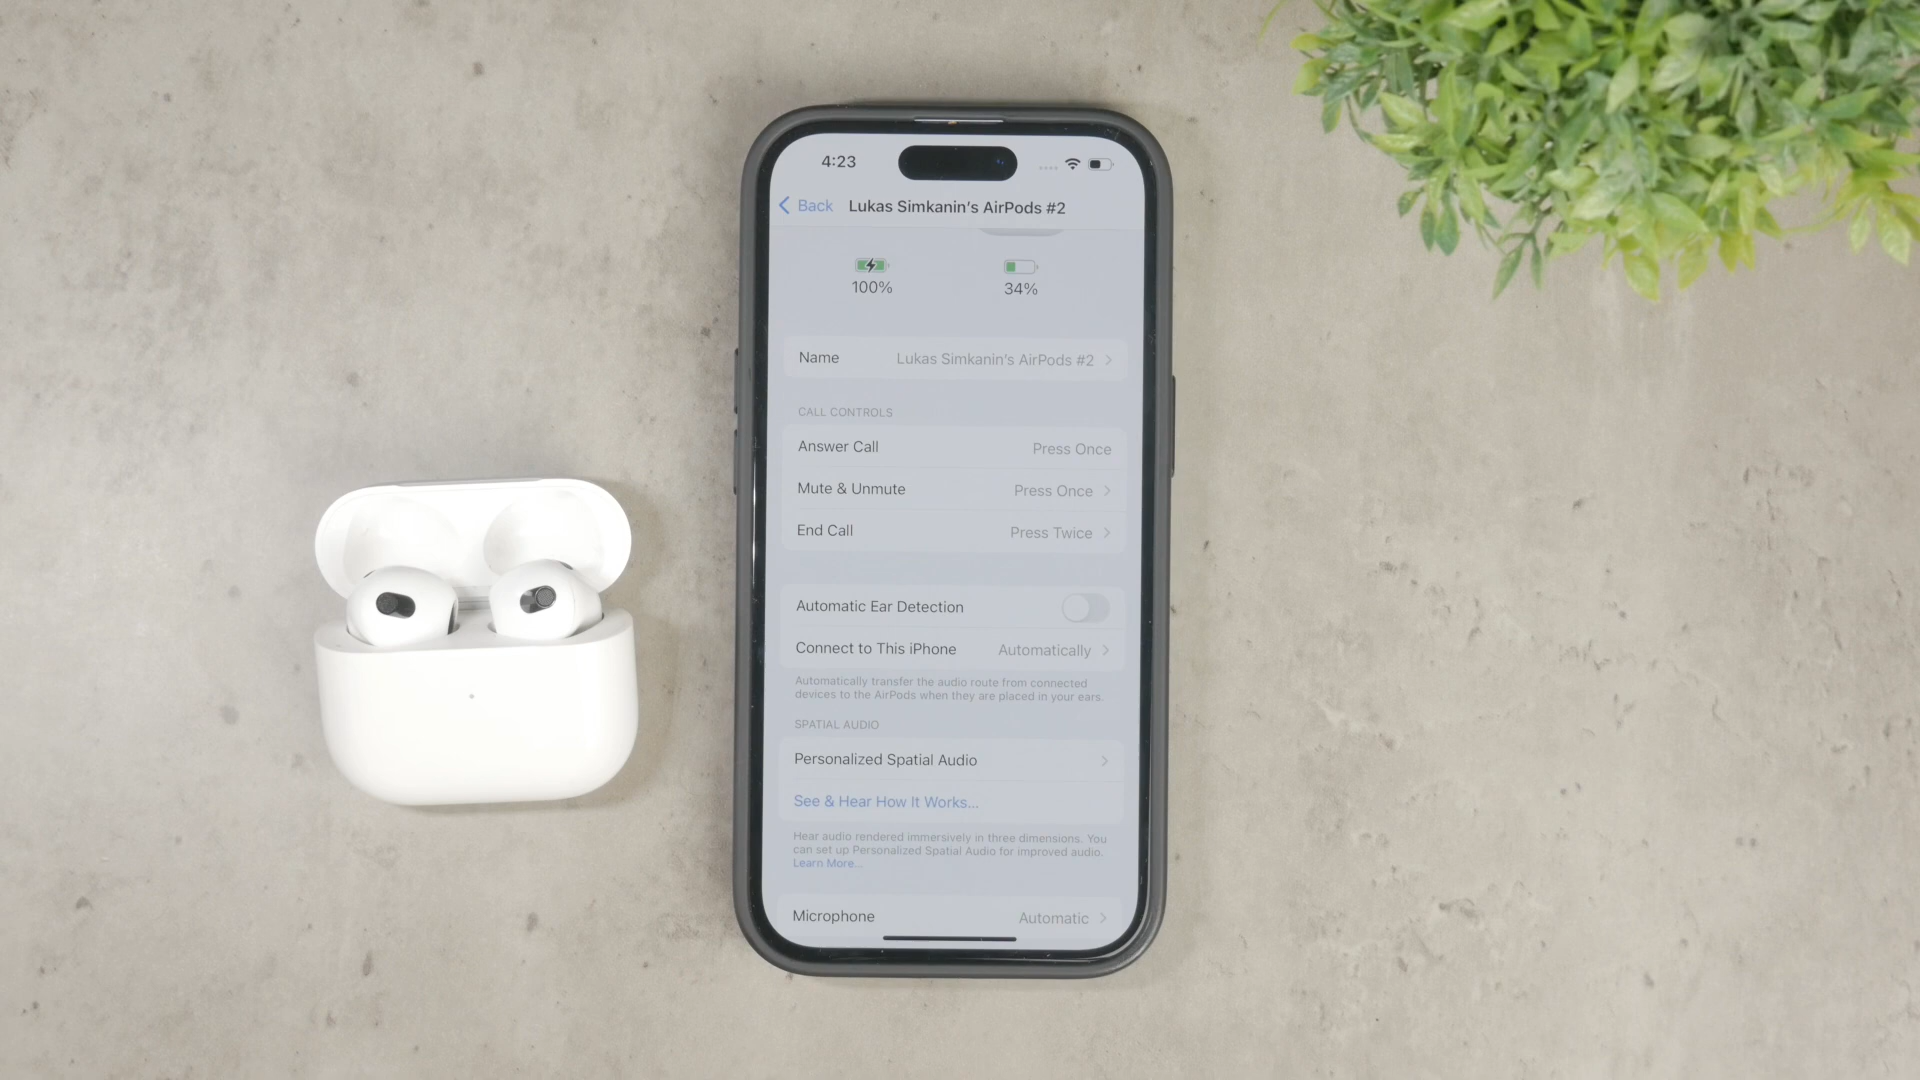 4:23
Back Lukas Simkanin's AirPods #2
100% 34%
Name Lukas Simkanin's AirPods #2
CALL CONTROLS
Answer Call Press Once
Mute & Unmute Press Once
End Call Press Twice
Automatic Ear Detection
Connect to This iPhone Automatically
Automatically transfer the audio route from connected
devices to the AirPods when they are placed in your ears.
SPATIAL AUDIO
Personalized Spatial Audio
See & Hear How It Works...
Hear audio rendered immersively in three dimensions. You
can set up Personalized Spatial Audio for improved audio.
Learn More...
Microphone Automatic